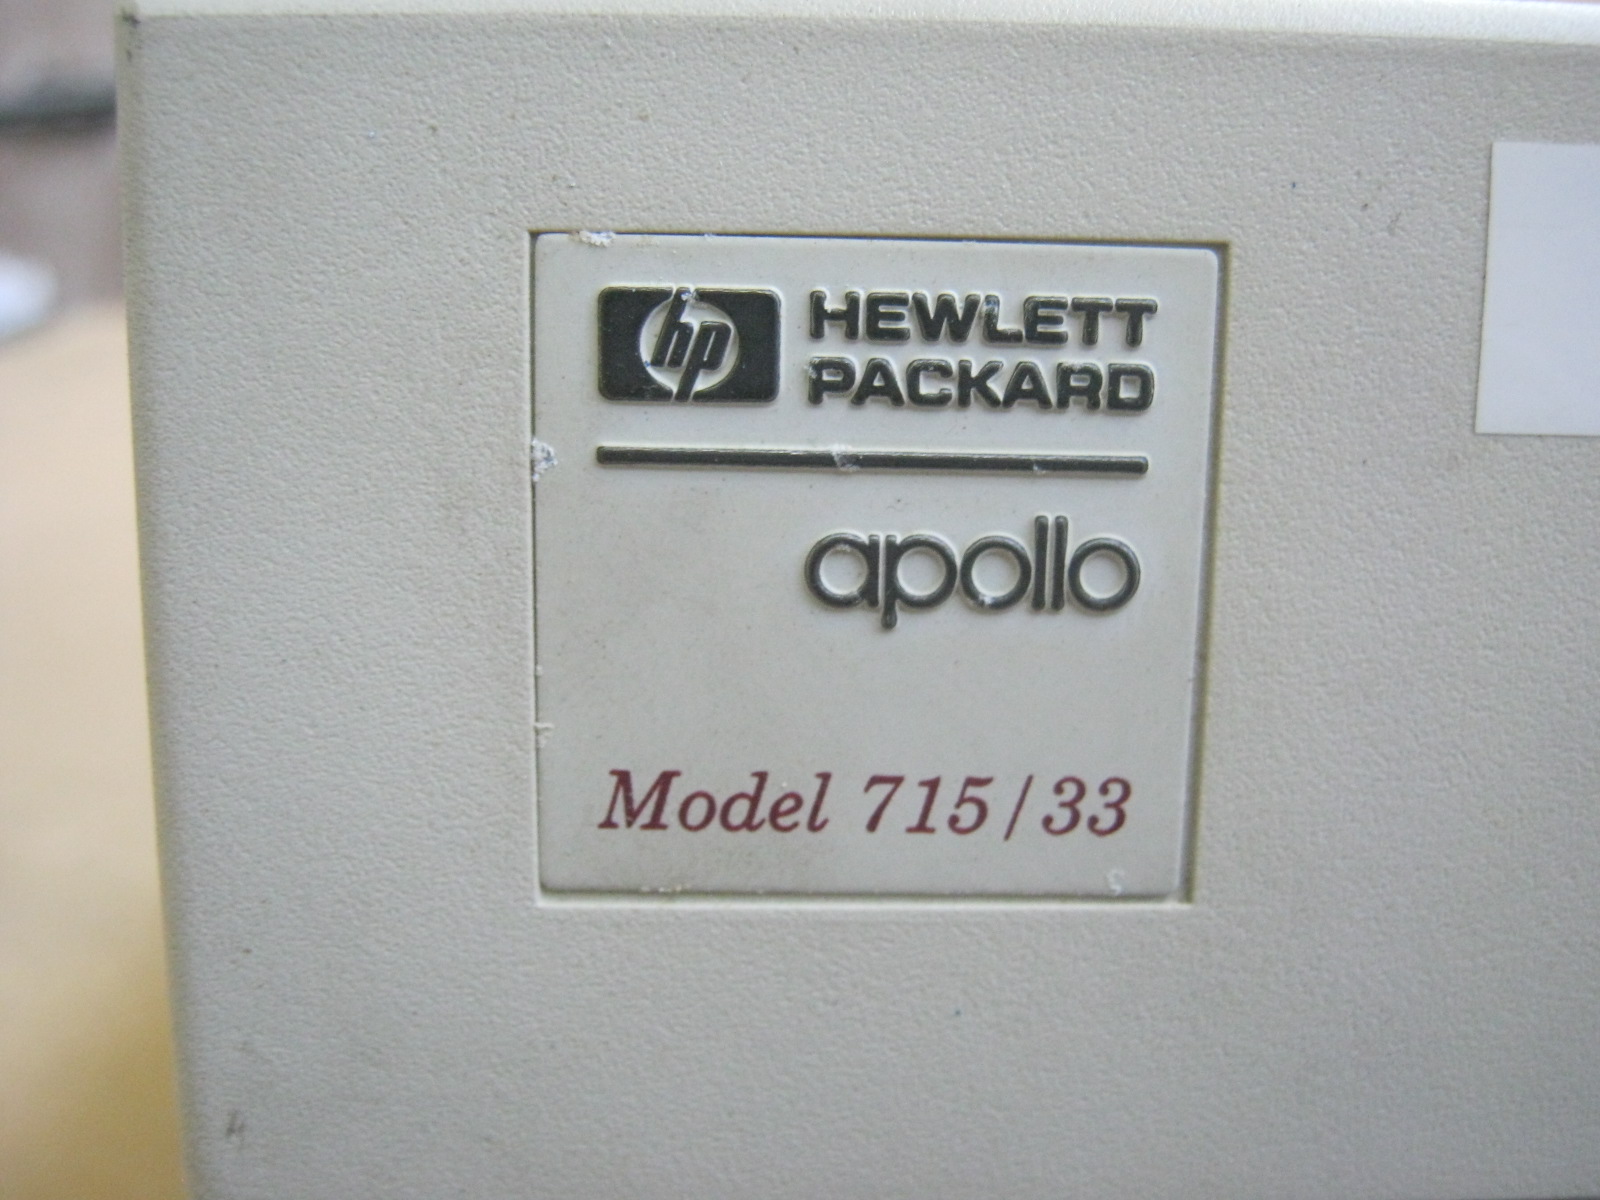 hp HEWLETT
PACKARD
apollo
Model 715/33